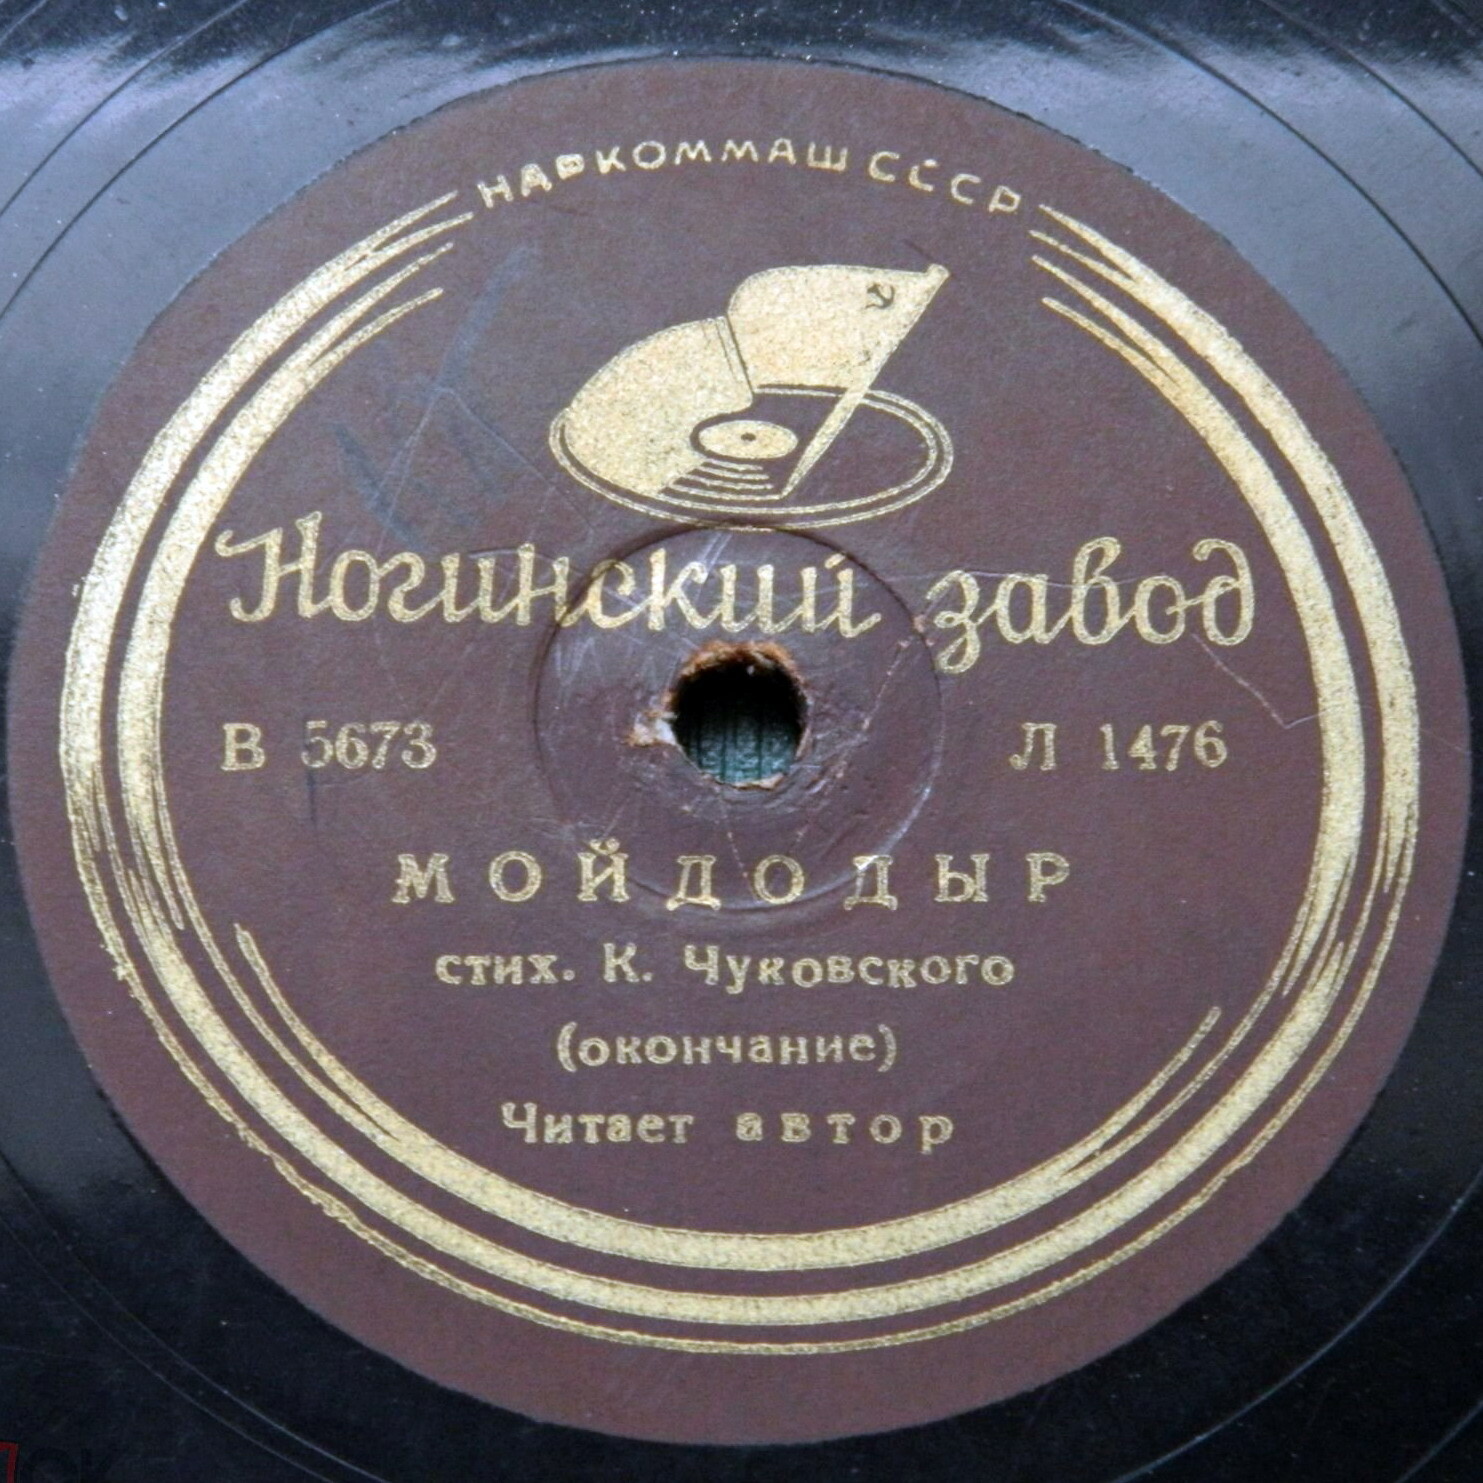 НАРКОММАШ СССР
Ногинский завод
В 5673 Л 1476
МОЙДОДЫР
стих. К. Чуковского
(окончание)
Читает автор